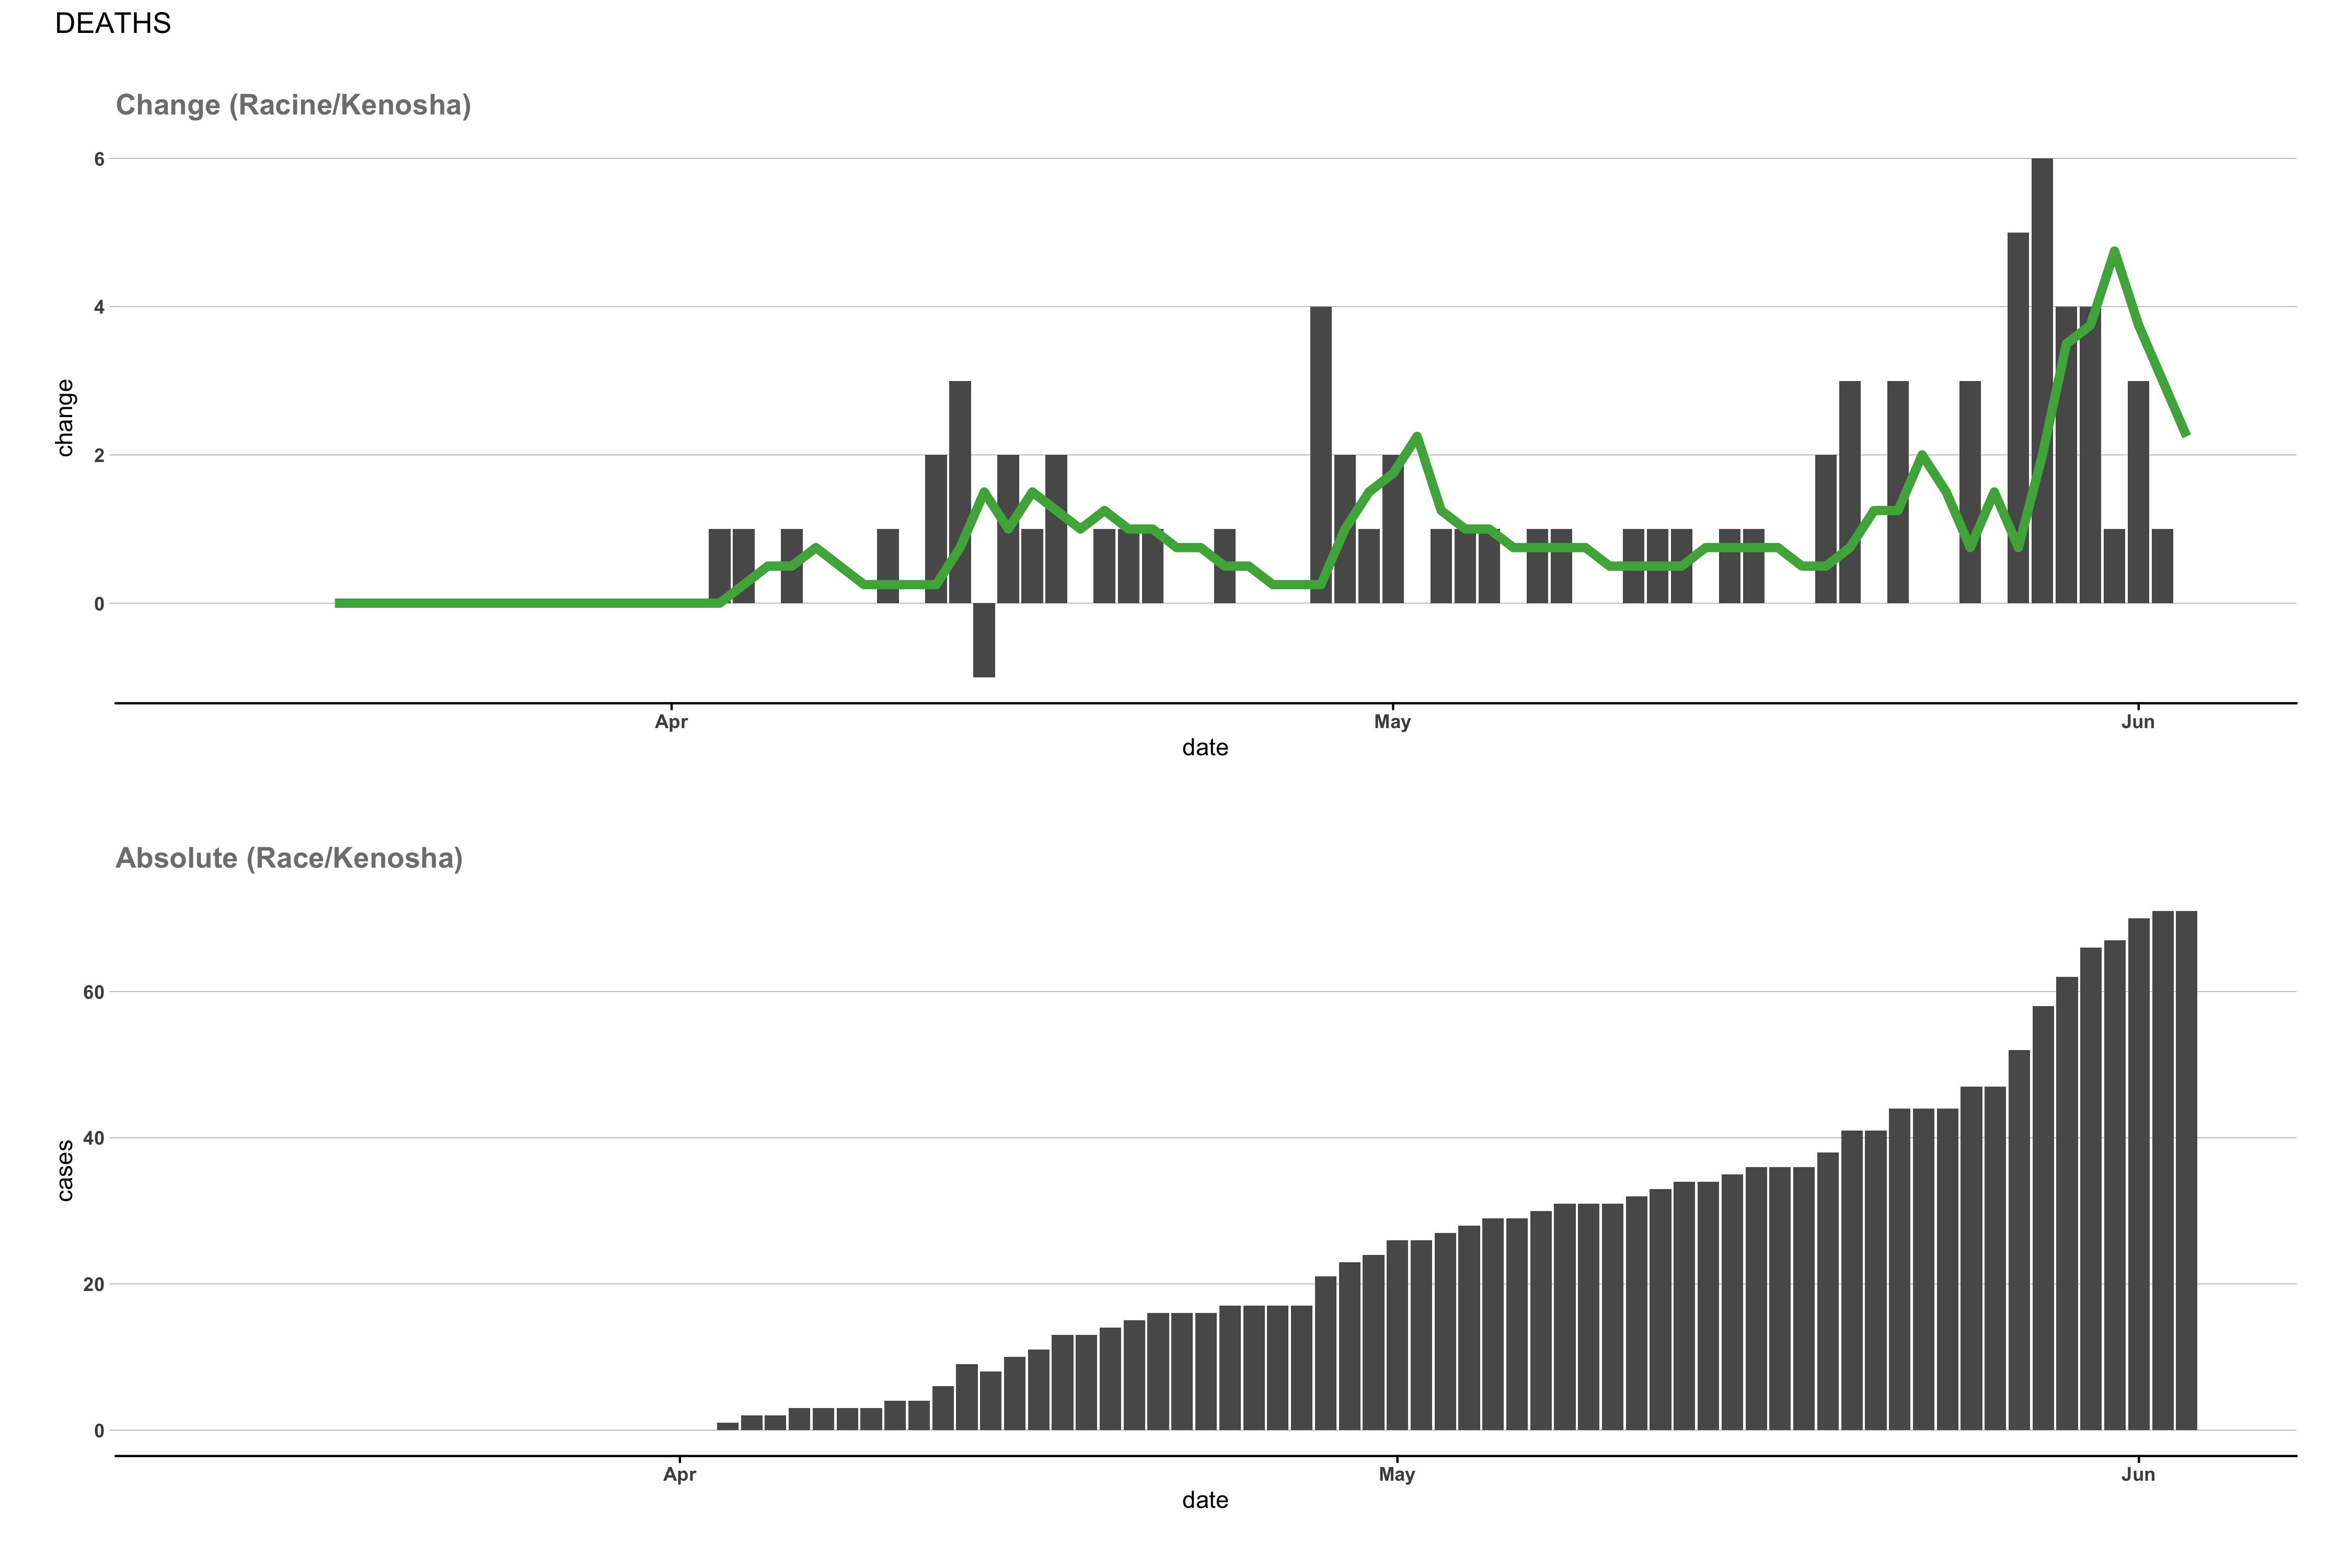 DEATHS
Change (Racine/Kenosha)
6
4
2
0
change
Apr May Jun
date
Absolute (Race/Kenosha)
60
40
20
0
cases
Apr May Jun
date